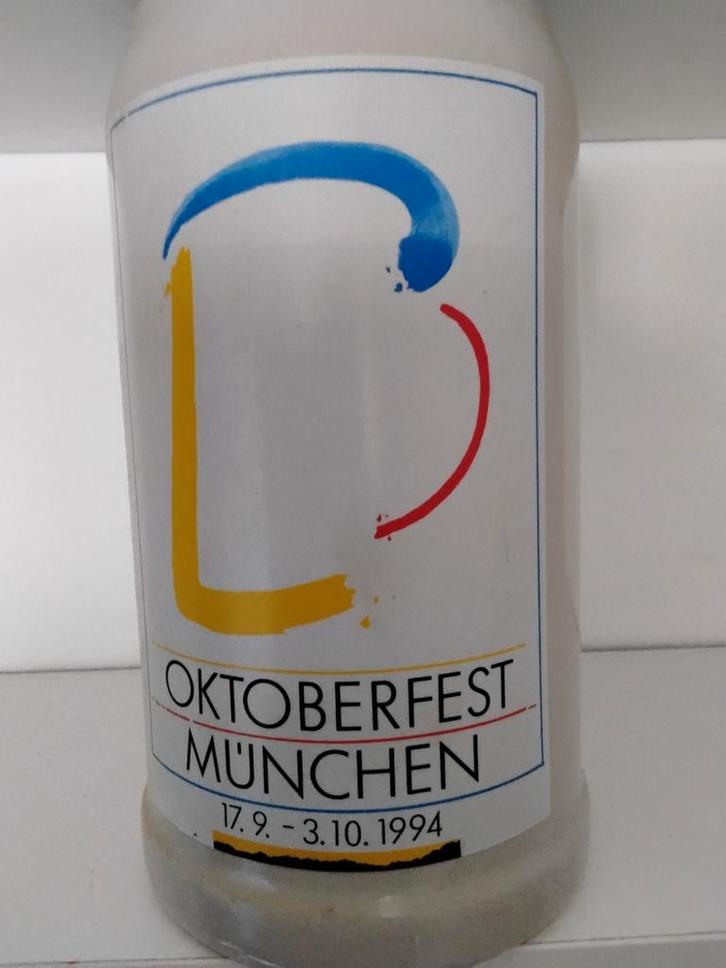 OKTOBERFEST
MÜNCHEN
17. 9. - 3. 10. 1994